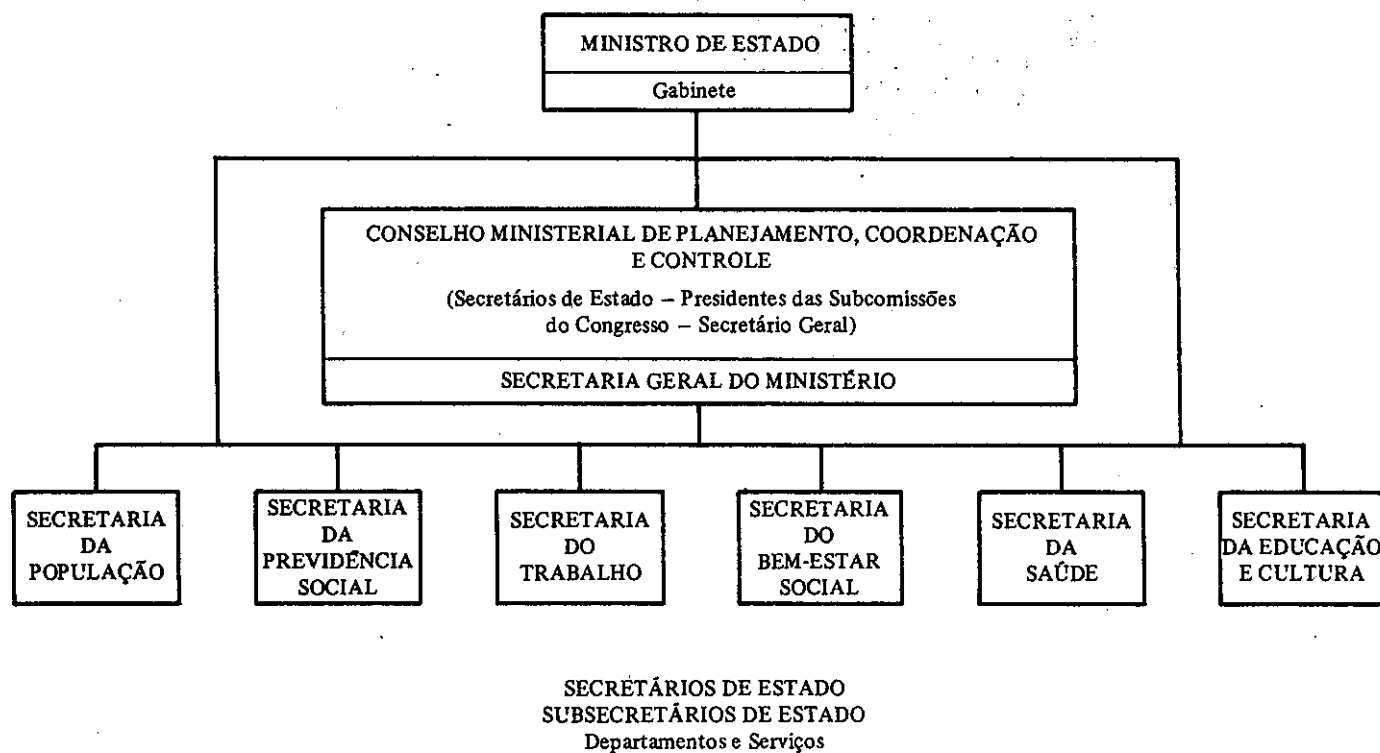 MINISTRO DE ESTADO
Gabinete
CONSELHO MINISTERIAL DE PLANEJAMENTO, COORDENAÇÃO
E CONTROLE
(Secretários de Estado – Presidentes das Subcomissões
do Congresso – Secretário Geral)
SECRETARIA GERAL DO MINISTÉRIO
SECRETARIA
DA
POPULAÇÃO
SECRETARIA
DA
PREVIDÊNCIA
SOCIAL
SECRETARIA
DO
TRABALHO
SECRETARIA
DO
BEM-ESTAR
SOCIAL
SECRETARIA
DA
SAÚDE
SECRETARIA
DA EDUCAÇÃO
E CULTURA
SECRETÁRIOS DE ESTADO
SUBSECRETÁRIOS DE ESTADO
Departamentos e Serviços